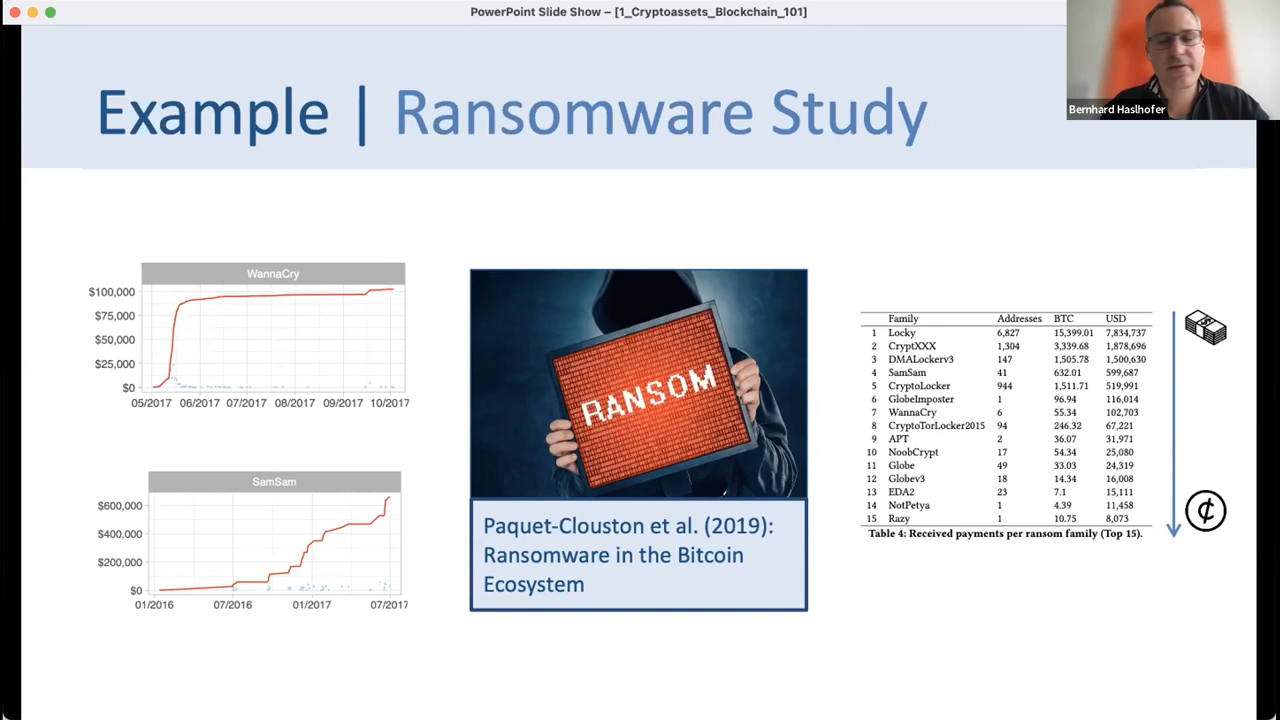 PowerPoint Slide Show – [1_Cryptoassets_Blockchain_101]
Bernhard Haslhofer
Example | Ransomware Study
WannaCry
$100,000
$75,000
$50,000
$25,000
$0
05/2017 06/2017 07/2017 08/2017 09/2017 10/2017
SamSam
$600,000
$400,000
$200,000
$0
01/2016 07/2016 01/2017 07/2017
RANSOM
Paquet-Clouston et al. (2019):
Ransomware in the Bitcoin
Ecosystem
Family Addresses BTC USD
1 Locky 6,827 15,399.01 7,834,737
2 CryptXXX 1,304 3,339.68 1,878,696
3 DMALockerv3 147 1,505.78 1,500,630
4 SamSam 41 632.01 599,687
5 CryptoLocker 944 1,511.71 519,991
6 GlobeImposter 1 96.94 116,014
7 WannaCry 6 55.34 102,703
8 CryptoTorLocker2015 94 246.32 67,221
9 APT 2 36.07 31,971
10 NoobCrypt 17 54.34 25,080
11 Globe 49 33.03 24,319
12 Globev3 18 14.34 16,008
13 EDA2 23 7.1 15,111
14 NotPetya 1 4.39 11,458
15 Razy 1 10.75 8,073
Table 4: Received payments per ransom family (Top 15).
$
¢